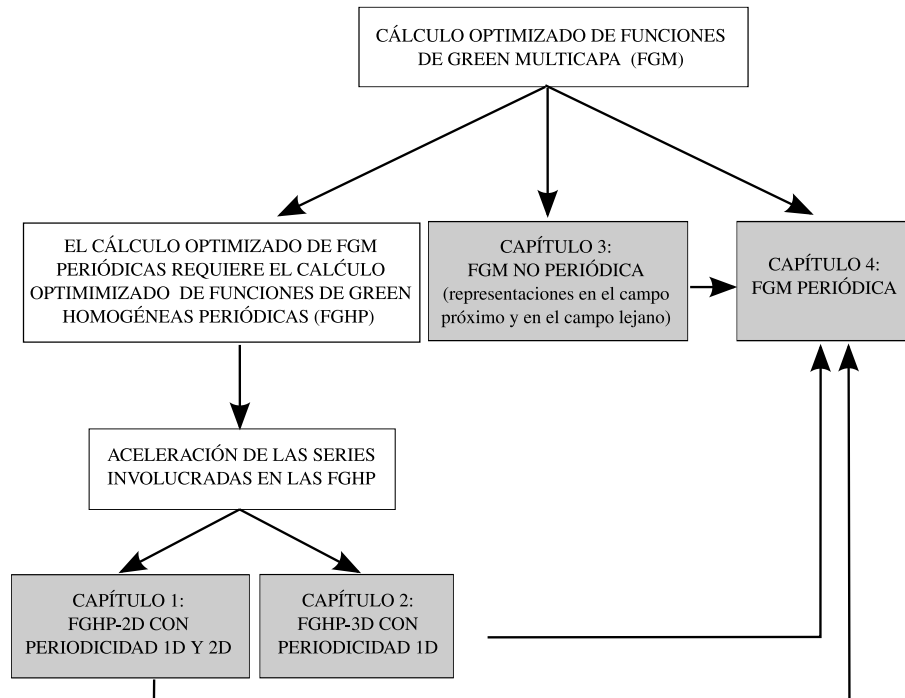 CÁLCULO OPTIMIZADO DE FUNCIONES
DE GREEN MULTICAPA (FGM)
EL CÁLCULO OPTIMIZADO DE FGM
PERIÓDICAS REQUIERE EL CALCÚLO
OPTIMIMIZADO DE FUNCIONES DE GREEN
HOMOGÉNEAS PERIÓDICAS (FGHP)
CAPÍTULO 3:
FGM NO PERIÓDICA
(representaciones en el campo
próximo y en el campo lejano)
CAPÍTULO 4:
FGM PERIÓDICA
ACELERACIÓN DE LAS SERIES
INVOLUCRADAS EN LAS FGHP
CAPÍTULO 1:
FGHP-2D CON
PERIODICIDAD 1D Y 2D
CAPÍTULO 2:
FGHP-3D CON
PERIODICIDAD 1D